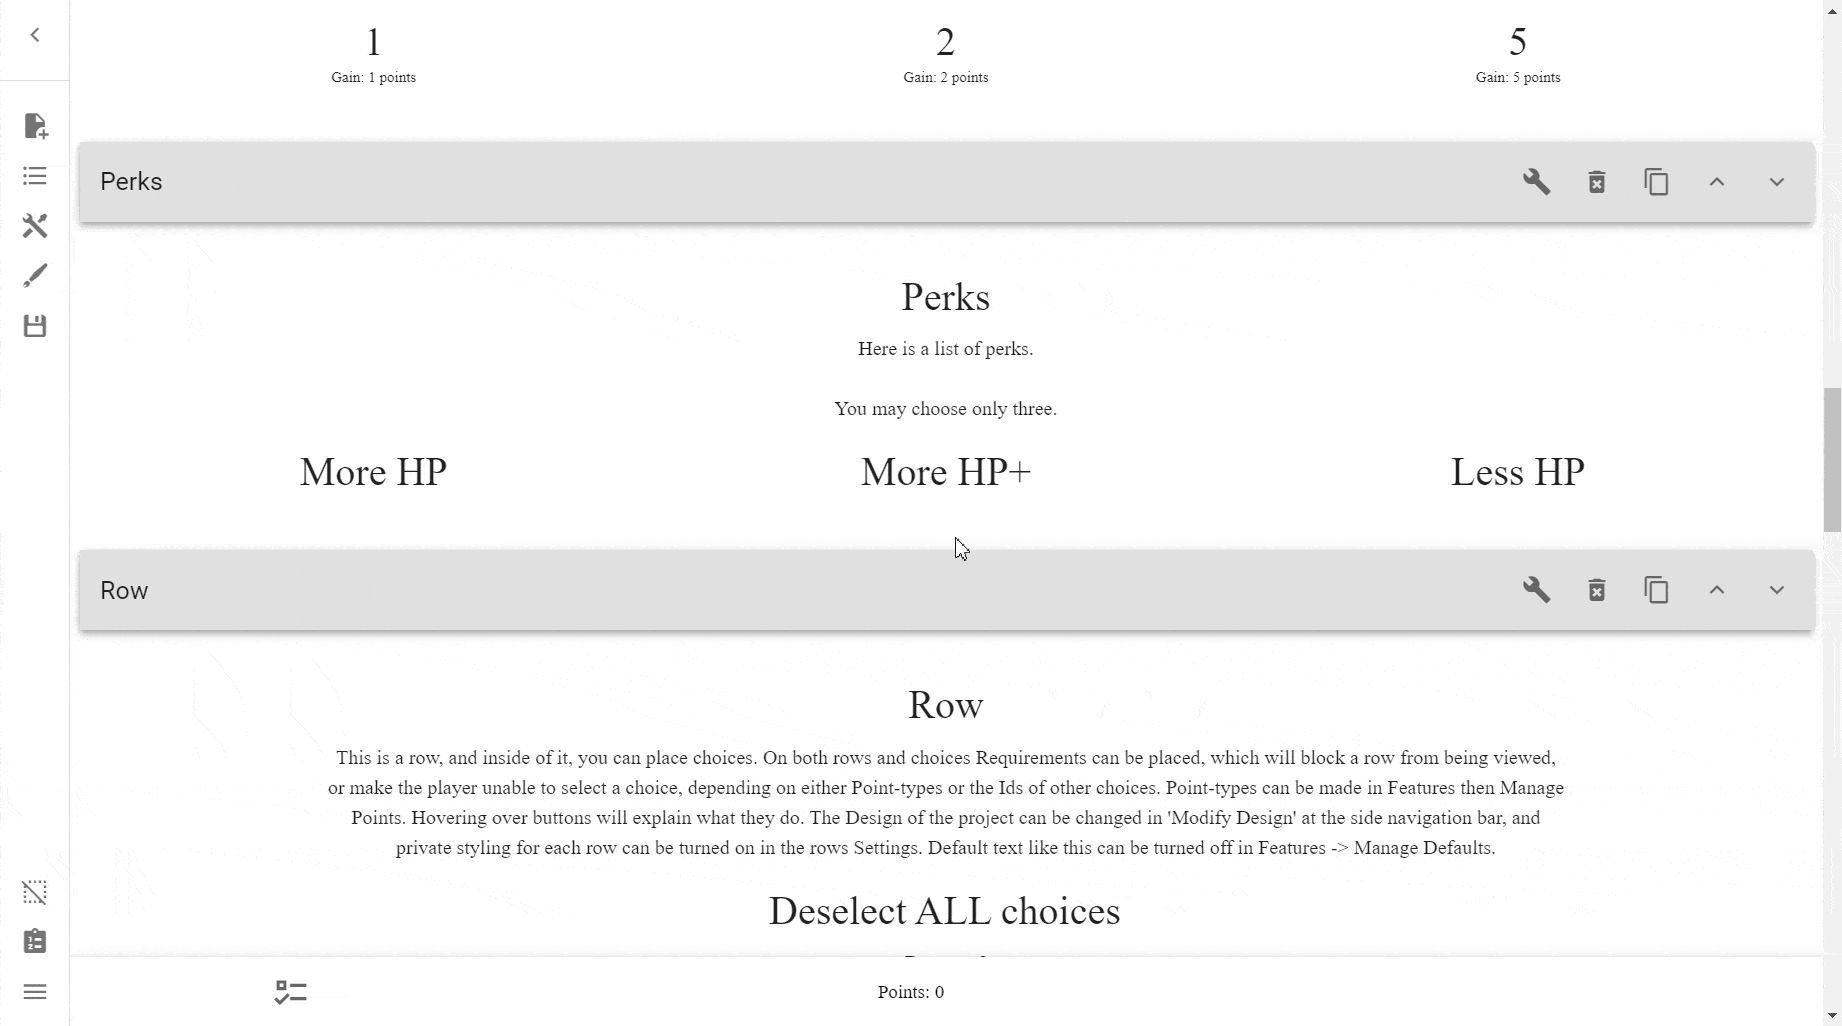 1 2 5
Gain: 1 points Gain: 2 points Gain: 5 points
Perks
Perks
Here is a list of perks.
You may choose only three.
More HP More HP+ Less HP
Row
Row
This is a row, and inside of it, you can place choices. On both rows and choices Requirements can be placed, which will block a row from being viewed,
or make the player unable to select a choice, depending on either Point-types or the Ids of other choices. Point-types can be made in Features then Manage
Points. Hovering over buttons will explain what they do. The Design of the project can be changed in 'Modify Design' at the side navigation bar, and
private styling for each row can be turned on in the rows Settings. Default text like this can be turned off in Features -> Manage Defaults.
Deselect ALL choices
Points: 0